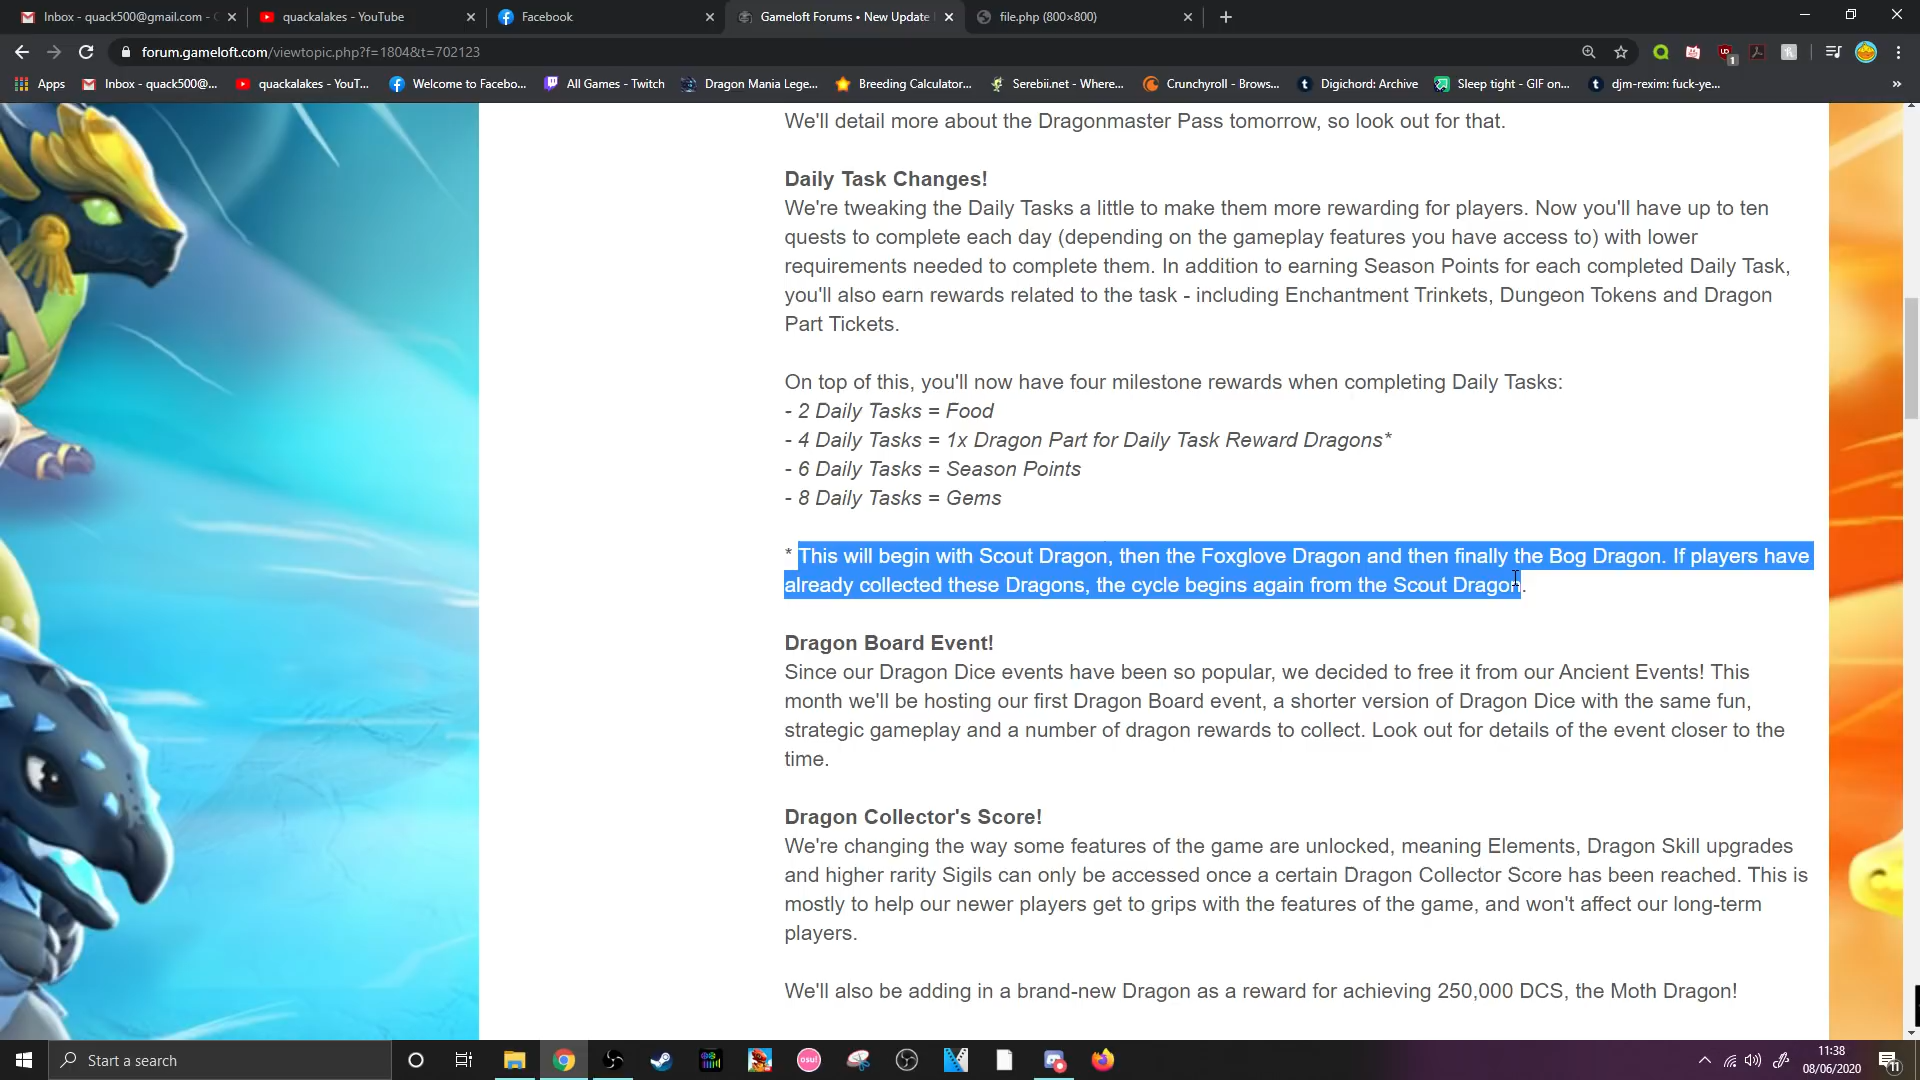 Inbox - quack500@gmail.com -
quackalakes - YouTube
Facebook
Gameloft Forums • New Update
file.php (800×800)
forum.gameloft.com/viewtopic.php?f=1804&t=702123
Apps
Inbox - quack500@...
quackalakes - YouT...
Welcome to Facebo...
All Games - Twitch
Dragon Mania Lege...
Breeding Calculator...
Serebii.net - Where...
Crunchyroll - Brows...
Digichord: Archive
Sleep tight - GIF on...
djm-rexim: fuck-ye...
»
We'll detail more about the Dragonmaster Pass tomorrow, so look out for that.
Daily Task Changes!
We're tweaking the Daily Tasks a little to make them more rewarding for players. Now you'll have up to ten
quests to complete each day (depending on the gameplay features you have access to) with lower
requirements needed to complete them. In addition to earning Season Points for each completed Daily Task,
you'll also earn rewards related to the task - including Enchantment Trinkets, Dungeon Tokens and Dragon
Part Tickets.
On top of this, you'll now have four milestone rewards when completing Daily Tasks:
- 2 Daily Tasks = Food
- 4 Daily Tasks = 1x Dragon Part for Daily Task Reward Dragons*
- 6 Daily Tasks = Season Points
- 8 Daily Tasks = Gems
* This will begin with Scout Dragon, then the Foxglove Dragon and then finally the Bog Dragon. If players have
already collected these Dragons, the cycle begins again from the Scout Dragon.
Dragon Board Event!
Since our Dragon Dice events have been so popular, we decided to free it from our Ancient Events! This
month we'll be hosting our first Dragon Board event, a shorter version of Dragon Dice with the same fun,
strategic gameplay and a number of dragon rewards to collect. Look out for details of the event closer to the
time.
Dragon Collector's Score!
We're changing the way some features of the game are unlocked, meaning Elements, Dragon Skill upgrades
and higher rarity Sigils can only be accessed once a certain Dragon Collector Score has been reached. This is
mostly to help our newer players get to grips with the features of the game, and won't affect our long-term
players.
We'll also be adding in a brand-new Dragon as a reward for achieving 250,000 DCS, the Moth Dragon!
Start a search
osu!
11:38
08/06/2020
11